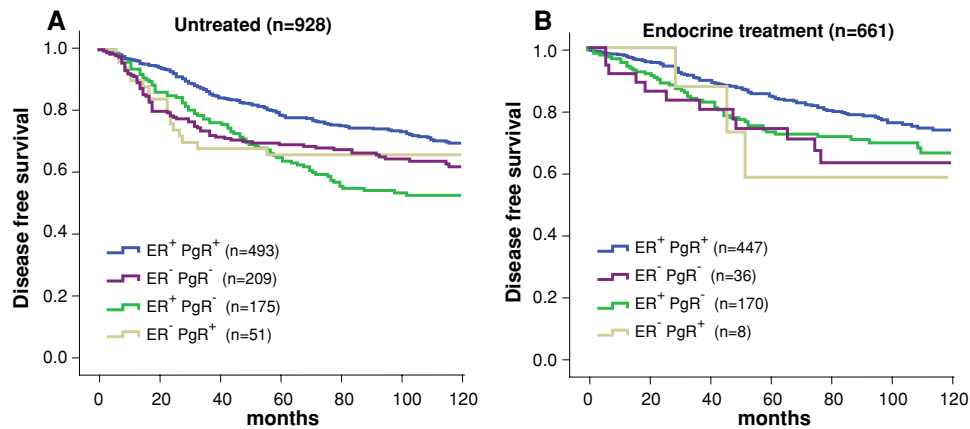 A
Untreated (n=928)
Disease free survival
1.0
0.8
0.6
0.4
0.2
0.0
ER+ PgR+ (n=493)
ER- PgR- (n=209)
ER+ PgR- (n=175)
ER- PgR+ (n=51)
0 20 40 60 80 100 120
months
B
Endocrine treatment (n=661)
Disease free survival
1.0
0.8
0.6
0.4
0.2
0.0
ER+ PgR+ (n=447)
ER- PgR- (n=36)
ER+ PgR- (n=170)
ER- PgR+ (n=8)
0 20 40 60 80 100 120
months